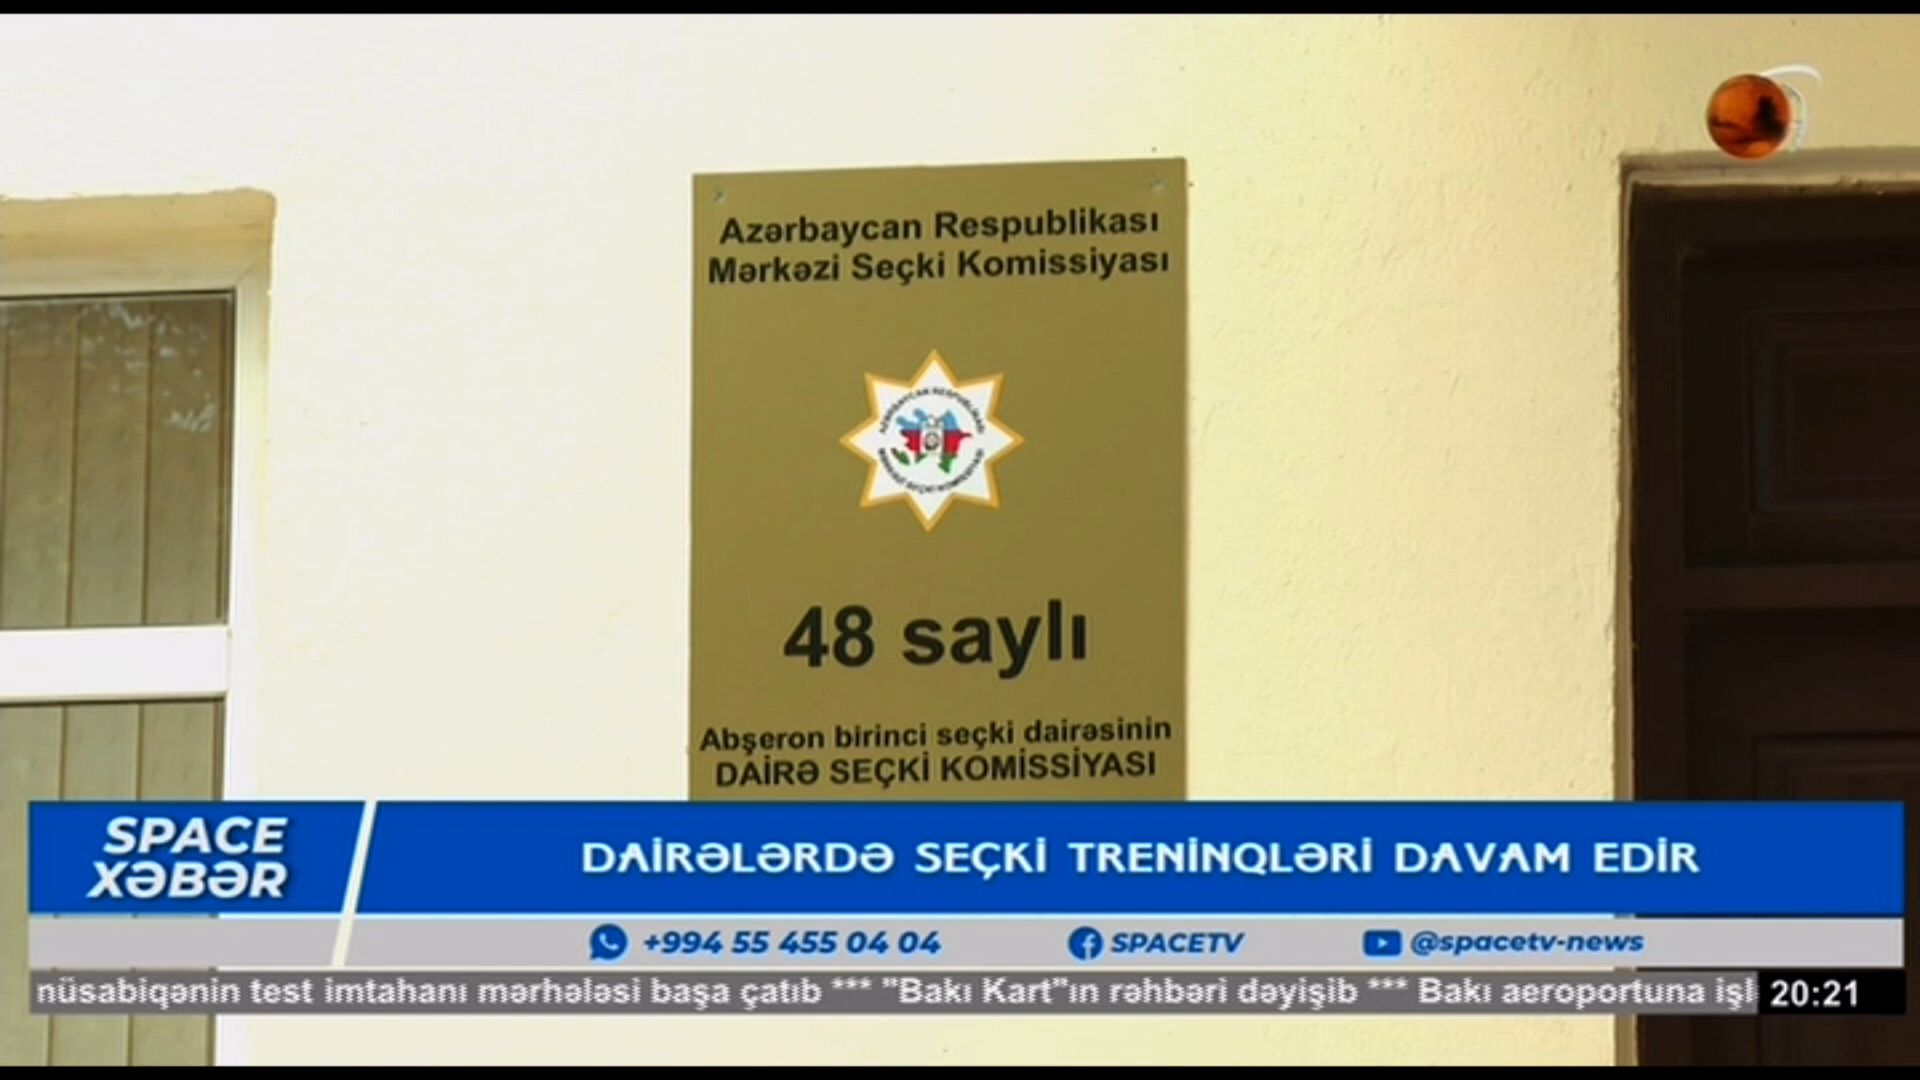 Azərbaycan Respublikası
Mərkəzi Seçki Komissiyası
48 saylı
Abşeron birinci seçki dairəsinin
DAİRƏ SEÇKİ KOMİSSİYASI
SPACE
XƏBƏR
DAİRƏLƏRDƏ SEÇKİ TRENİNQLƏRİ DAVAM EDİR
+994 55 455 04 04
SPACETV
@spacetv-news
nüsabiqənin test imtahanı mərhələsi başa çatıb *** "Bakı Kart"ın rəhbəri dəyişib *** Bakı aeroportuna işl
20:21